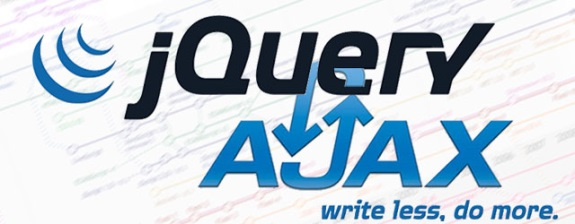 jQuery
AJAX
write less, do more.